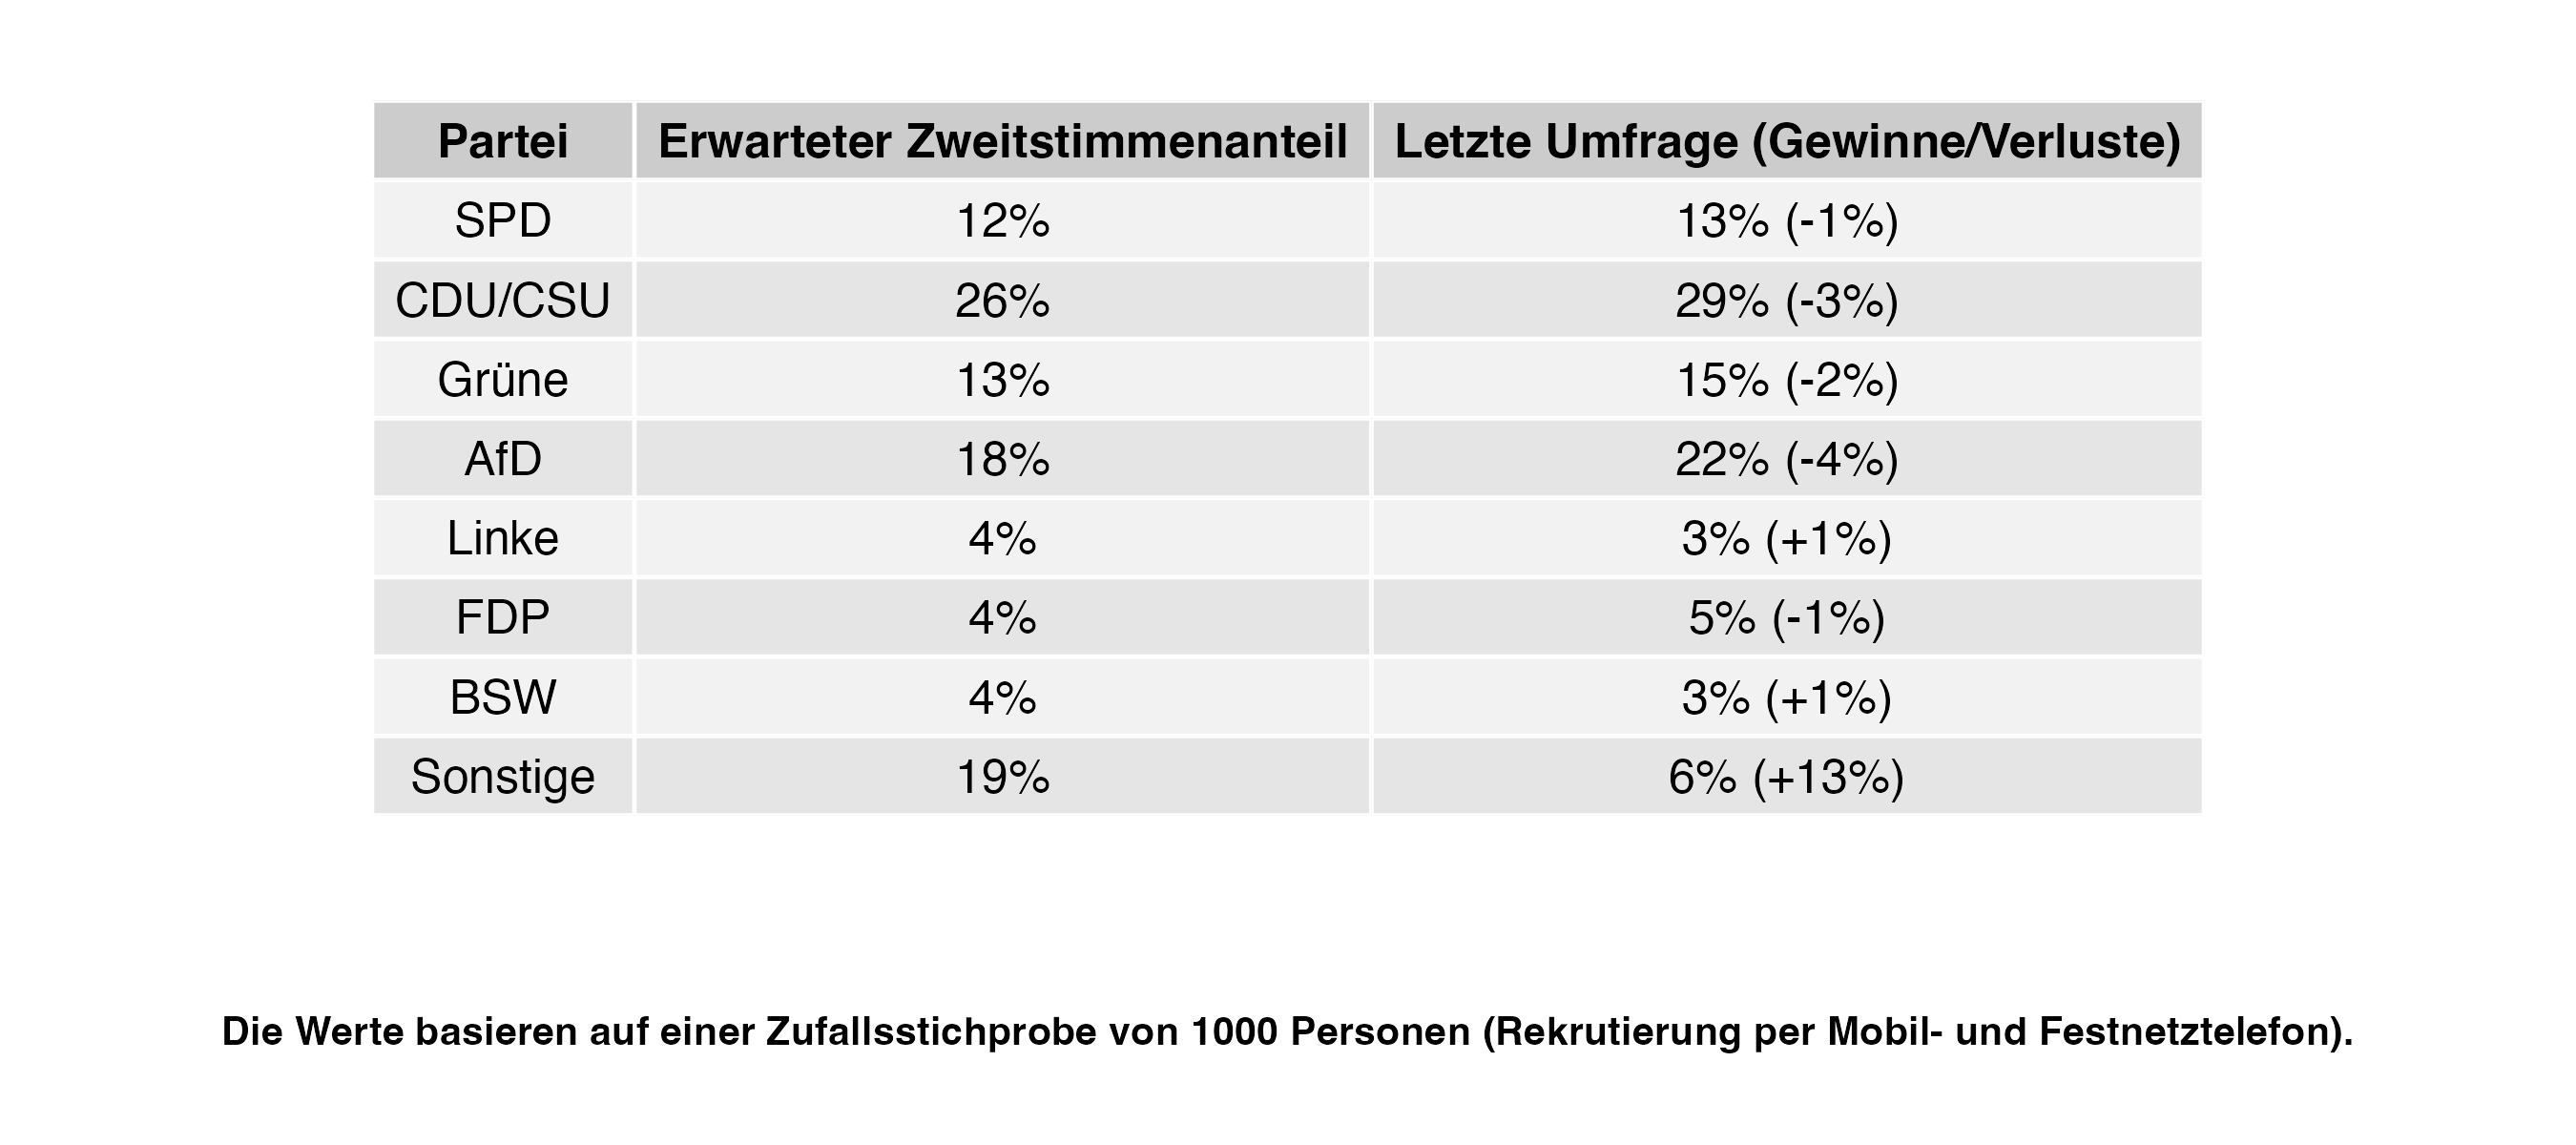 Partei Erwarteter Zweitstimmenanteil Letzte Umfrage (Gewinne/Verluste)
SPD 12% 13% (-1%)
CDU/CSU 26% 29% (-3%)
Grüne 13% 15% (-2%)
AfD 18% 22% (-4%)
Linke 4% 3% (+1%)
FDP 4% 5% (-1%)
BSW 4% 3% (+1%)
Sonstige 19% 6% (+13%)
Die Werte basieren auf einer Zufallsstichprobe von 1000 Personen (Rekrutierung per Mobil- und Festnetztelefon).